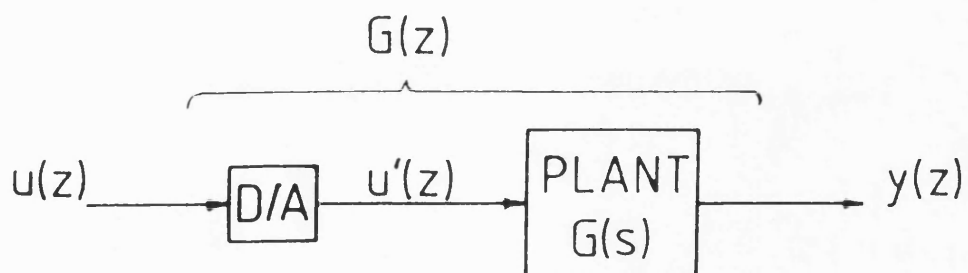 G(z)
u(z)
D/A
u'(z)
PLANT
G(s)
y(z)